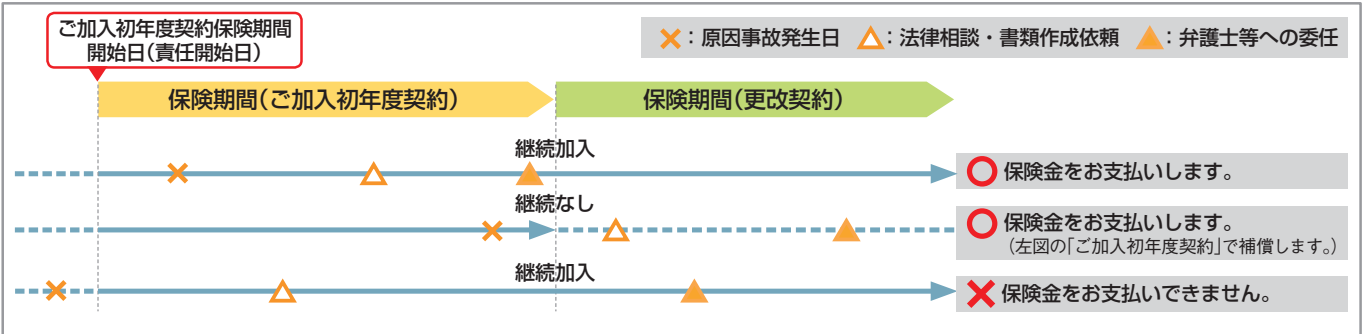 ご加入初年度契約保険期間
開始日(責任開始日)
×:原因事故発生日 △:法律相談・書類作成依頼 ▲:弁護士等への委任
保険期間(ご加入初年度契約) 保険期間(更改契約)
継続加入
保険金をお支払いします。
継続なし
保険金をお支払いします。
(左図の「ご加入初年度契約」で補償します。)
継続加入
保険金をお支払いできません。